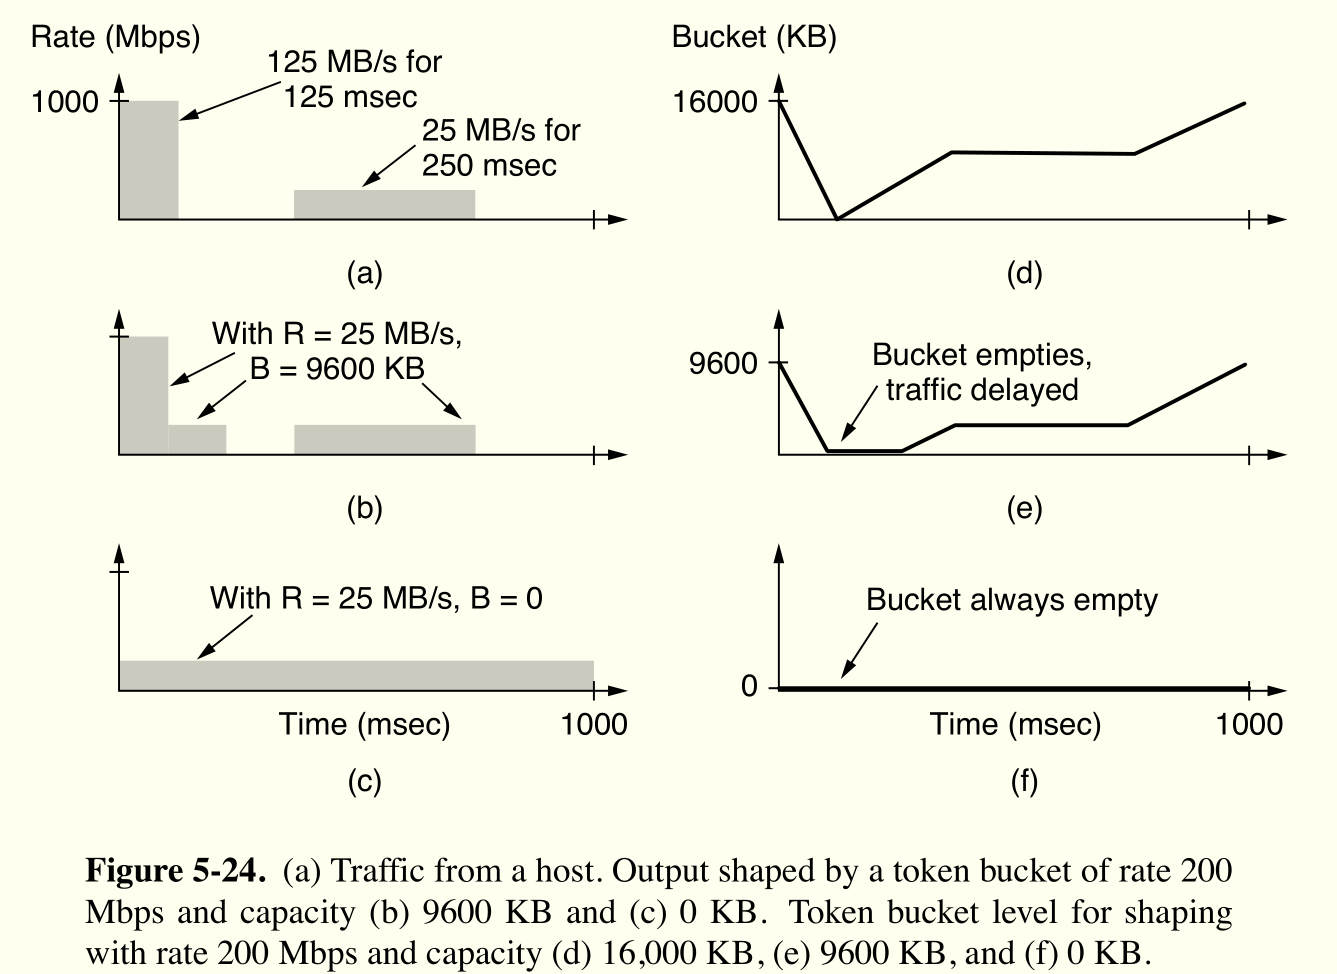 Rate (Mbps)
1000
125 MB/s for
125 msec
25 MB/s for
250 msec
(a)
Bucket (KB)
16000
(d)
With R = 25 MB/s,
B = 9600 KB
(b)
9600
Bucket empties,
traffic delayed
(e)
With R = 25 MB/s, B = 0
Time (msec)
1000
(c)
Bucket always empty
0
Time (msec)
1000
(f)
Figure 5-24. (a) Traffic from a host. Output shaped by a token bucket of rate 200
Mbps and capacity (b) 9600 KB and (c) 0 KB. Token bucket level for shaping
with rate 200 Mbps and capacity (d) 16,000 KB, (e) 9600 KB, and (f) 0 KB.